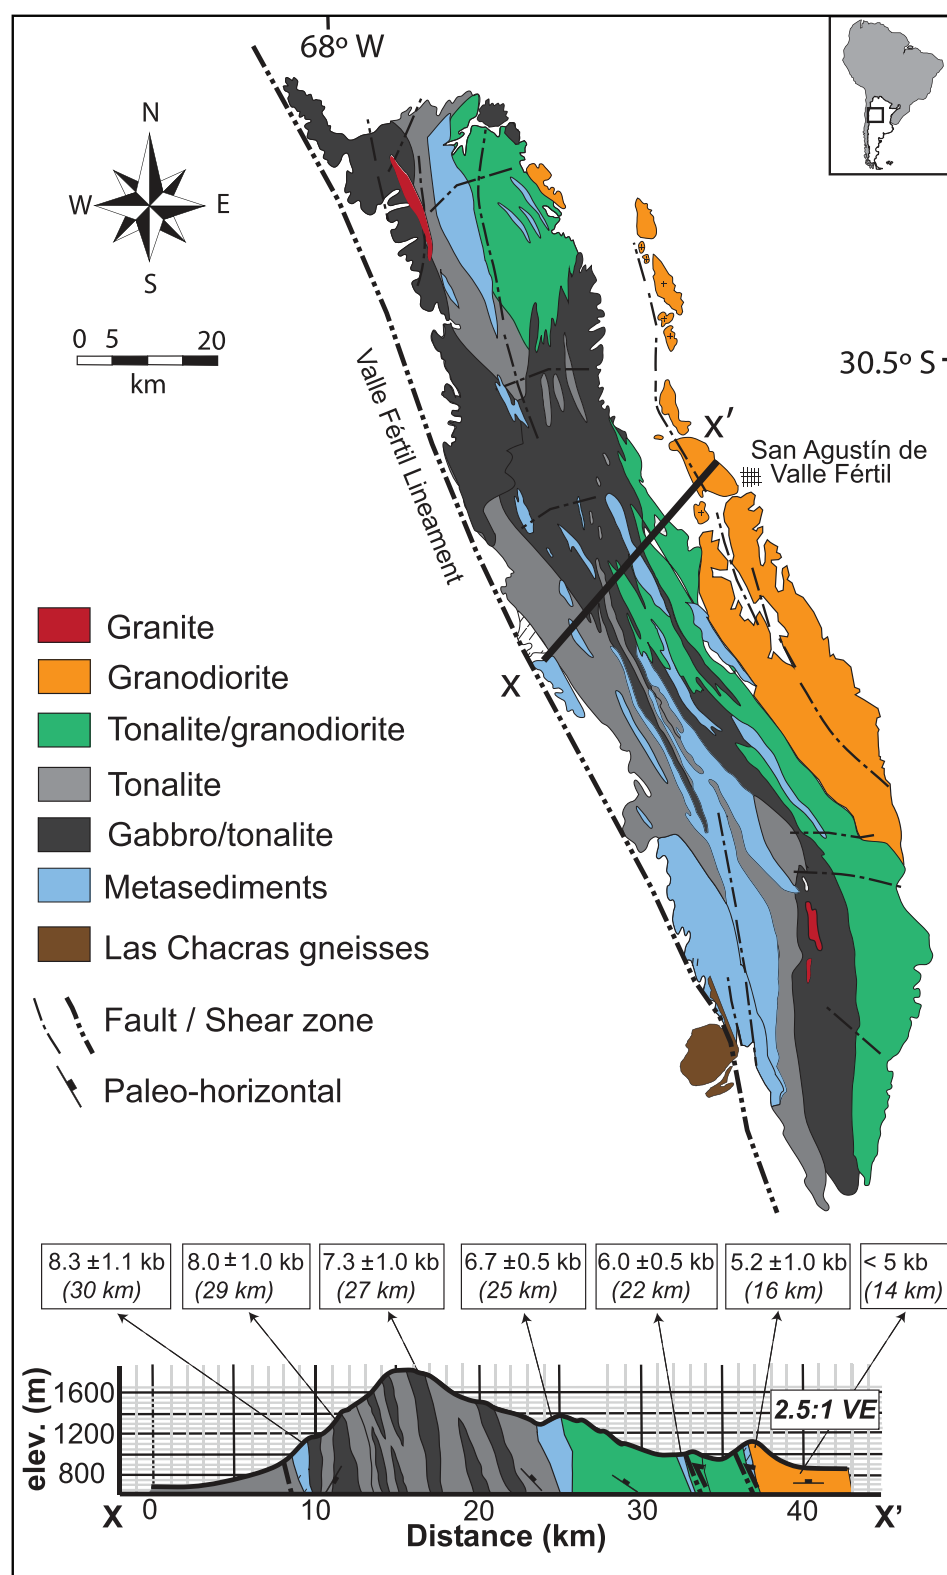 68º W
N
W
E
S
0 5 20
km
30.5º S
Valle Fértil Lineament
X'
San Agustín de
Valle Fértil
X
Granite
Granodiorite
Tonalite/granodiorite
Tonalite
Gabbro/tonalite
Metasediments
Las Chacras gneisses
Fault / Shear zone
Paleo-horizontal
8.3 ±1.1 kb
(30 km)
8.0 ±1.0 kb
(29 km)
7.3 ±1.0 kb
(27 km)
6.7 ±0.5 kb
(25 km)
6.0 ±0.5 kb
(22 km)
5.2 ±1.0 kb
(16 km)
< 5 kb
(14 km)
elev. (m)
1600
1200
800
2.5:1 VE
X
0
10
20
30
40
X'
Distance (km)